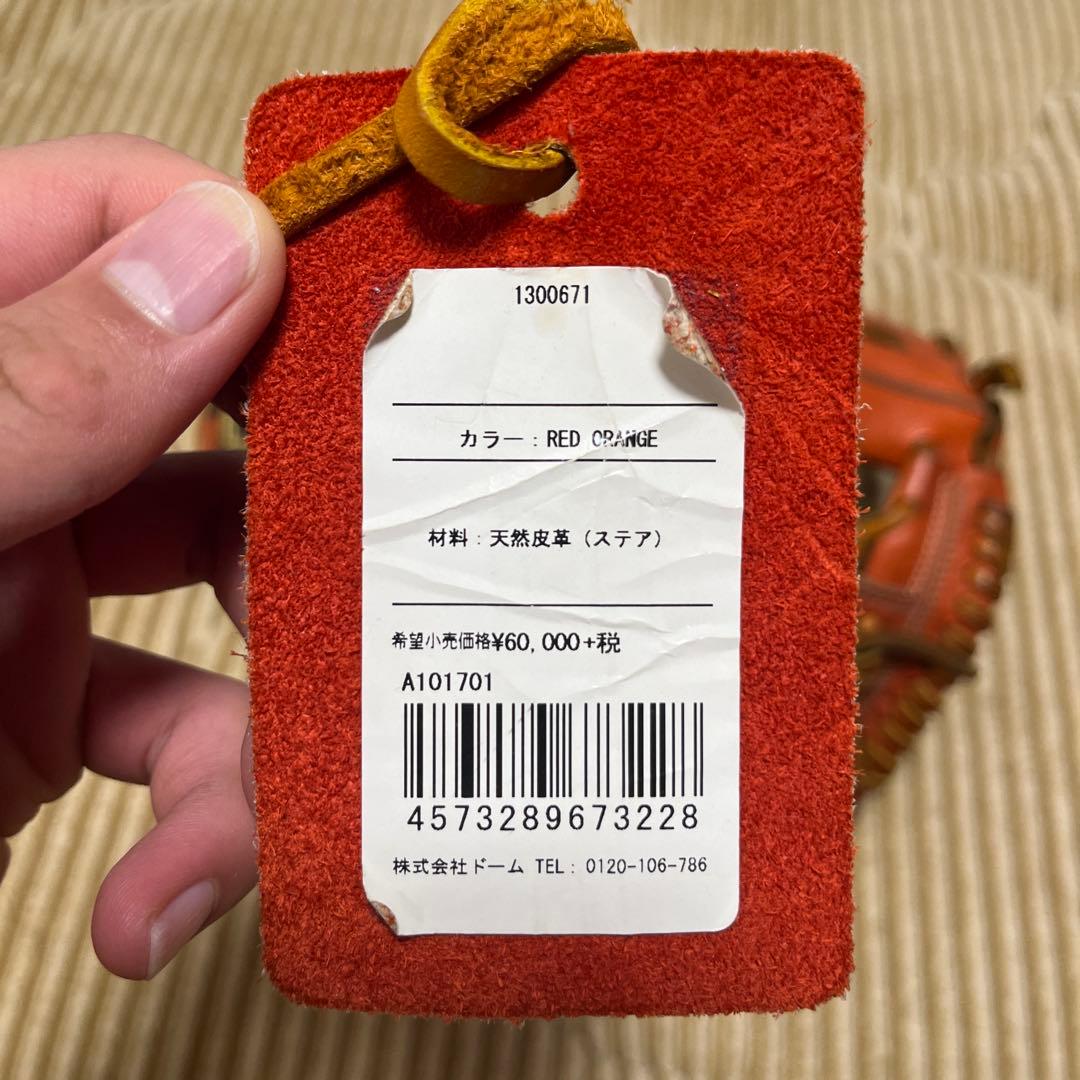 1300671
カラー：RED ORANGE
材料：天然皮革（ステア）
希望小売価格¥60,000+税
A101701
4573289673228
株式会社ドーム TEL: 0120-106-786